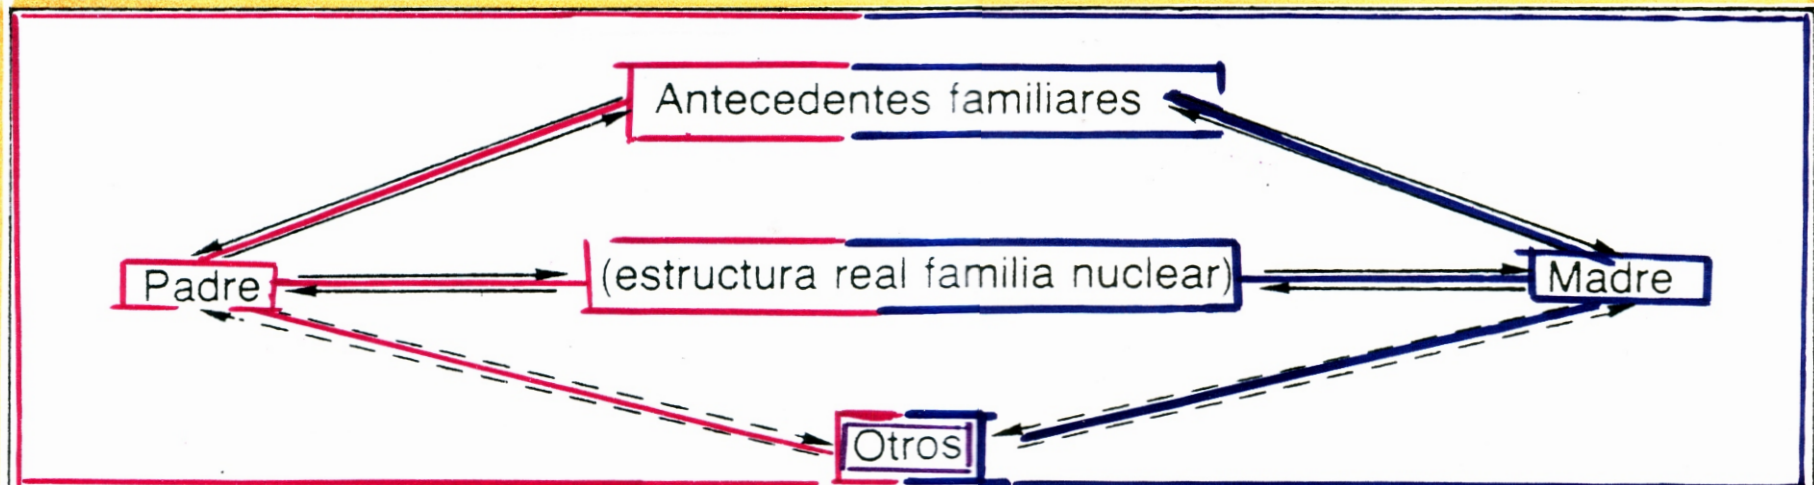 Antecedentes familiares
Padre
(estructura real familia nuclear)
Madre
Otros